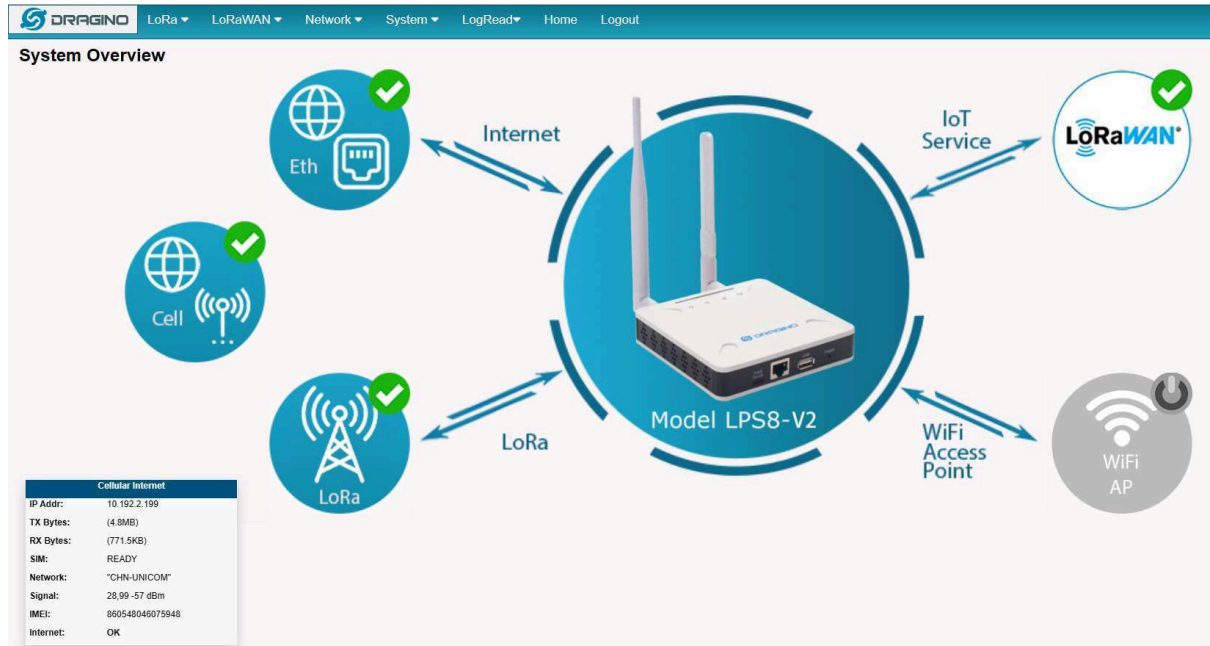 DRAGINO LoRa LoRaWAN Network System LogRead Home Logout
System Overview
Eth
Internet
IoT
Service
LoRaWAN®
Cell
DRAGINO
Model LPS8-V2
LoRa
LoRa
WiFi
Access
Point
WiFi
AP
Cellular Internet
IP Addr: 10.192.2.199
TX Bytes: (4.8MB)
RX Bytes: (771.5KB)
SIM: READY
Network: "CHN-UNICOM"
Signal: 28,99 -57 dBm
IMEI: 860548046075948
Internet: OK